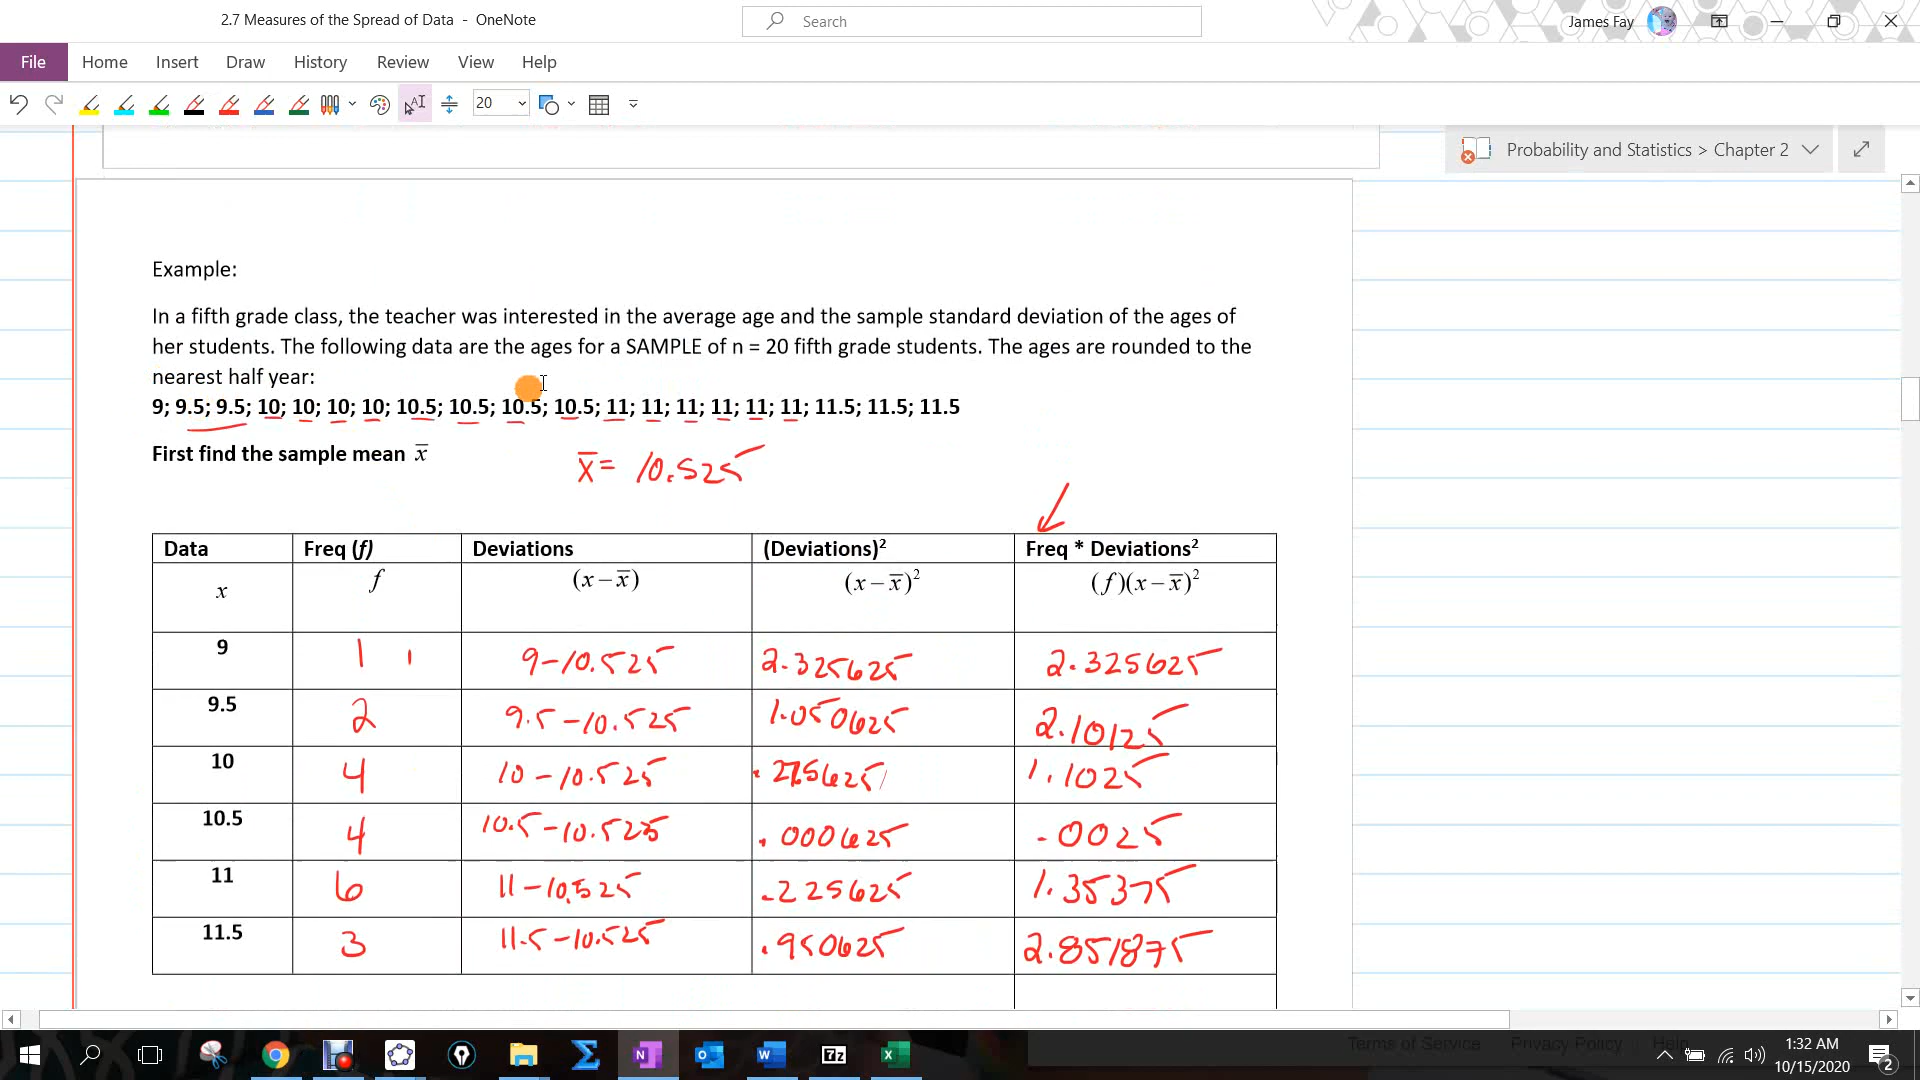 2.7 Measures of the Spread of Data - OneNote
Search
James Fay
File Home Insert Draw History Review View Help
20
Probability and Statistics > Chapter 2
Example:
In a fifth grade class, the teacher was interested in the average age and the sample standard deviation of the ages of
her students. The following data are the ages for a SAMPLE of n = 20 fifth grade students. The ages are rounded to the
nearest half year:
9; 9.5; 9.5; 10; 10; 10; 10; 10.5; 10.5; 10.5; 10.5; 11; 11; 11; 11; 11; 11; 11.5; 11.5; 11.5
First find the sample mean x̅
x̅ = 10.525
Data Freq (f) Deviations (Deviations)² Freq * Deviations²
x f (x – x̅) (x – x̅)² (f)(x – x̅)²
9 1 9-10.525 2.325625 2.325625
9.5 2 9.5-10.525 1.050625 2.10125
10 4 10-10.525 .275625 1.1025
10.5 4 10.5-10.525 .000625 .0025
11 6 11-10.525 .225625 1.35375
11.5 3 11.5-10.525 .950625 2.851875
Terms of Service Privacy Policy Help
1:32 AM
10/15/2020
2